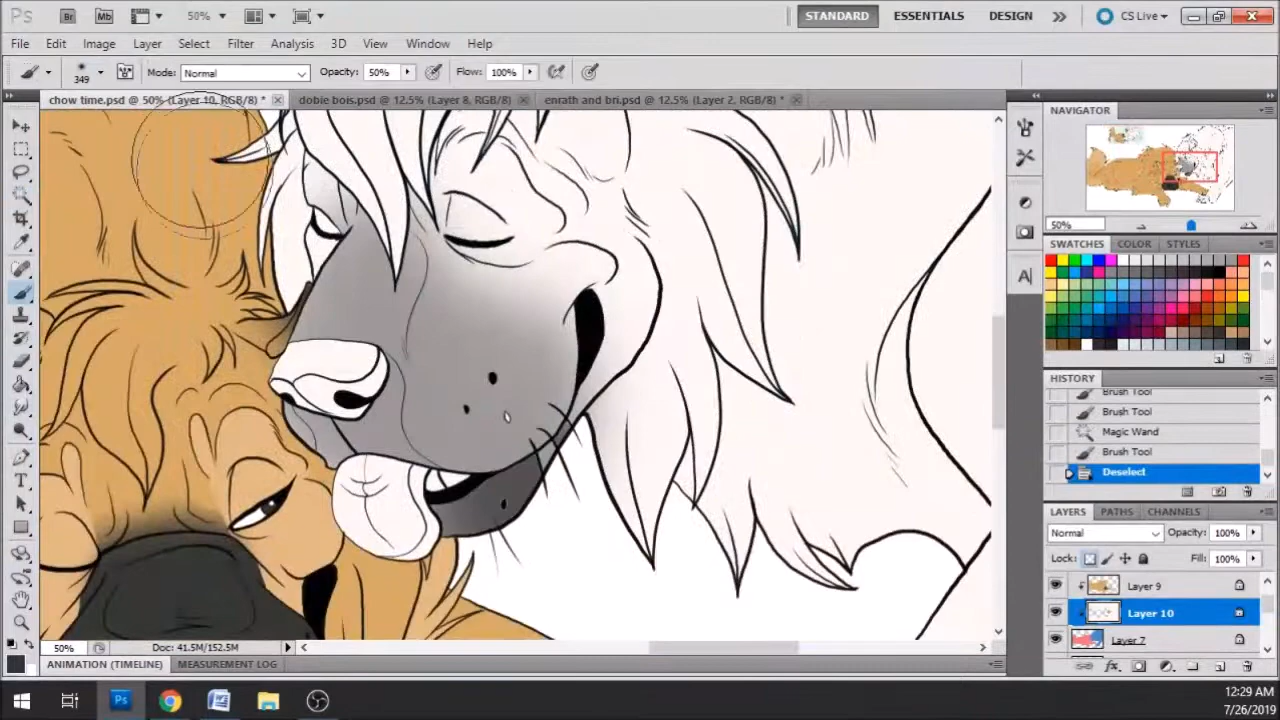 Ps Br Mb 50% STANDARD ESSENTIALS DESIGN CS Live
File Edit Image Layer Select Filter Analysis 3D View Window Help
349 Mode: Normal Opacity: 50% Flow: 100%
chow time.psd @ 50% (Layer 10, RGB/8) * dobie bois.psd @ 12.5% (Layer 8, RGB/8) enrath and bri.psd @ 12.5% (Layer 2, RGB/8) *
NAVIGATOR
50%
SWATCHES COLOR STYLES
HISTORY
Brush Tool
Brush Tool
Magic Wand
Brush Tool
Deselect
LAYERS PATHS CHANNELS
Normal Opacity: 100%
Lock: Fill: 100%
Layer 9
Layer 10
Layer 7
50% Doc: 41.5M/152.5M
ANIMATION (TIMELINE) MEASUREMENT LOG
Ps
12:29 AM
7/26/2019